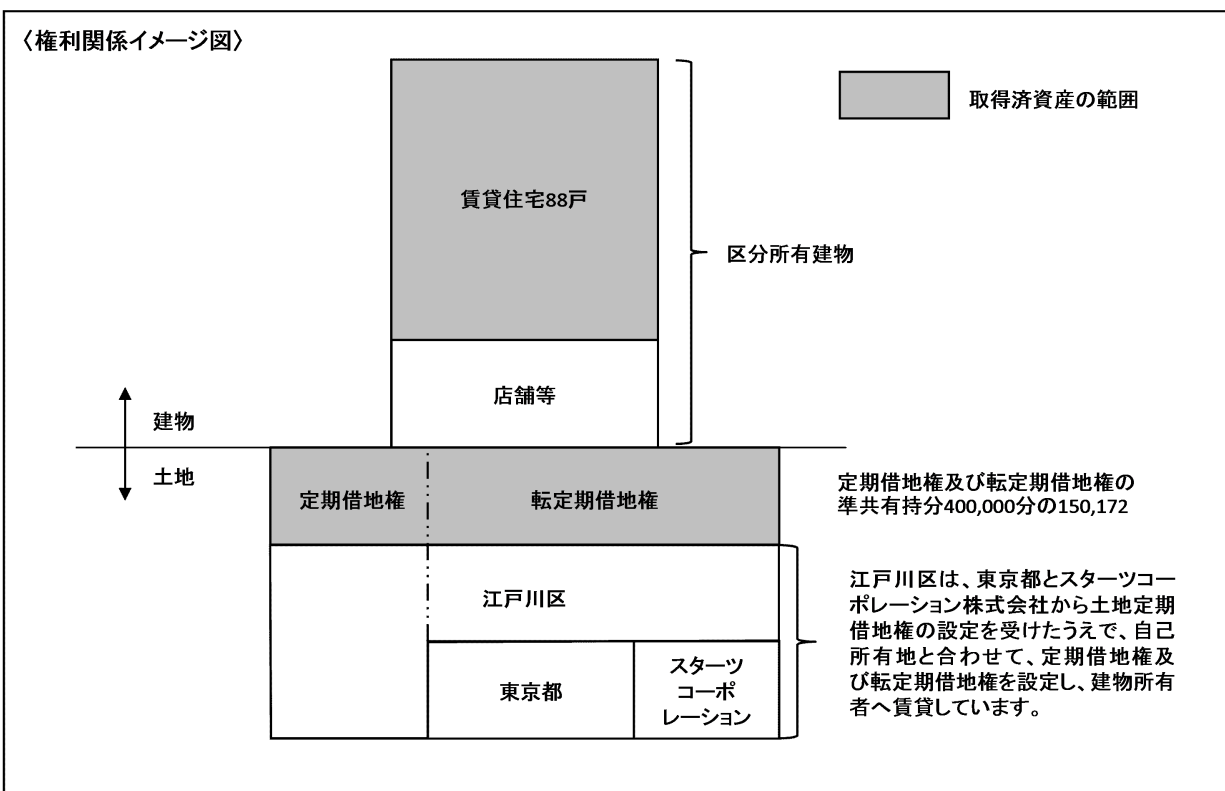 〈権利関係イメージ図〉
取得済資産の範囲
賃貸住宅88戸
区分所有建物
店舗等
建物
土地
定期借地権
転定期借地権
定期借地権及び転定期借地権の
準共有持分400,000分の150,172
江戸川区
東京都
スターツ
コーポ
レーション
江戸川区は、東京都とスターツコー
ポレーション株式会社から土地定期
借地権の設定を受けたうえで、自己
所有地と合わせて、定期借地権及
び転定期借地権を設定し、建物所有
者へ賃貸しています。